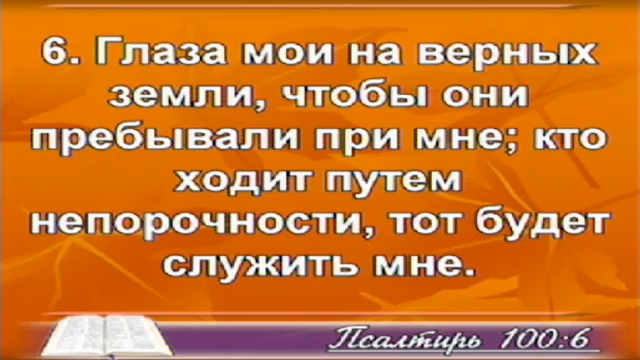 6. Глаза мои на верных
земли, чтобы они
пребывали при мне; кто
ходит путем
непорочности, тот будет
служить мне.
Псалтирь 100:6